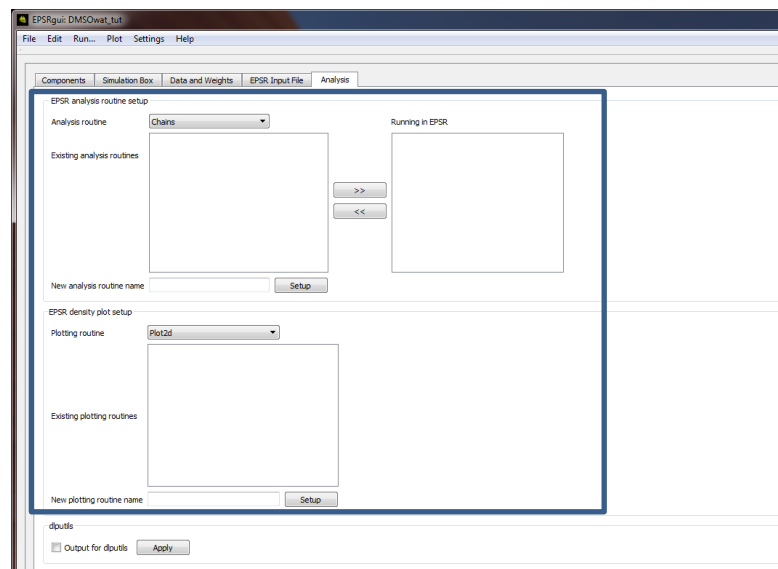 EPSRgui: DMSOwat_tut
File Edit Run... Plot Settings Help
Components Simulation Box Data and Weights EPSR Input File Analysis
EPSR analysis routine setup
Analysis routine Chains Running in EPSR
Existing analysis routines
>>
<<
New analysis routine name Setup
EPSR density plot setup
Plotting routine Plot2d
Existing plotting routines
New plotting routine name Setup
dlputils
Output for dlputils Apply